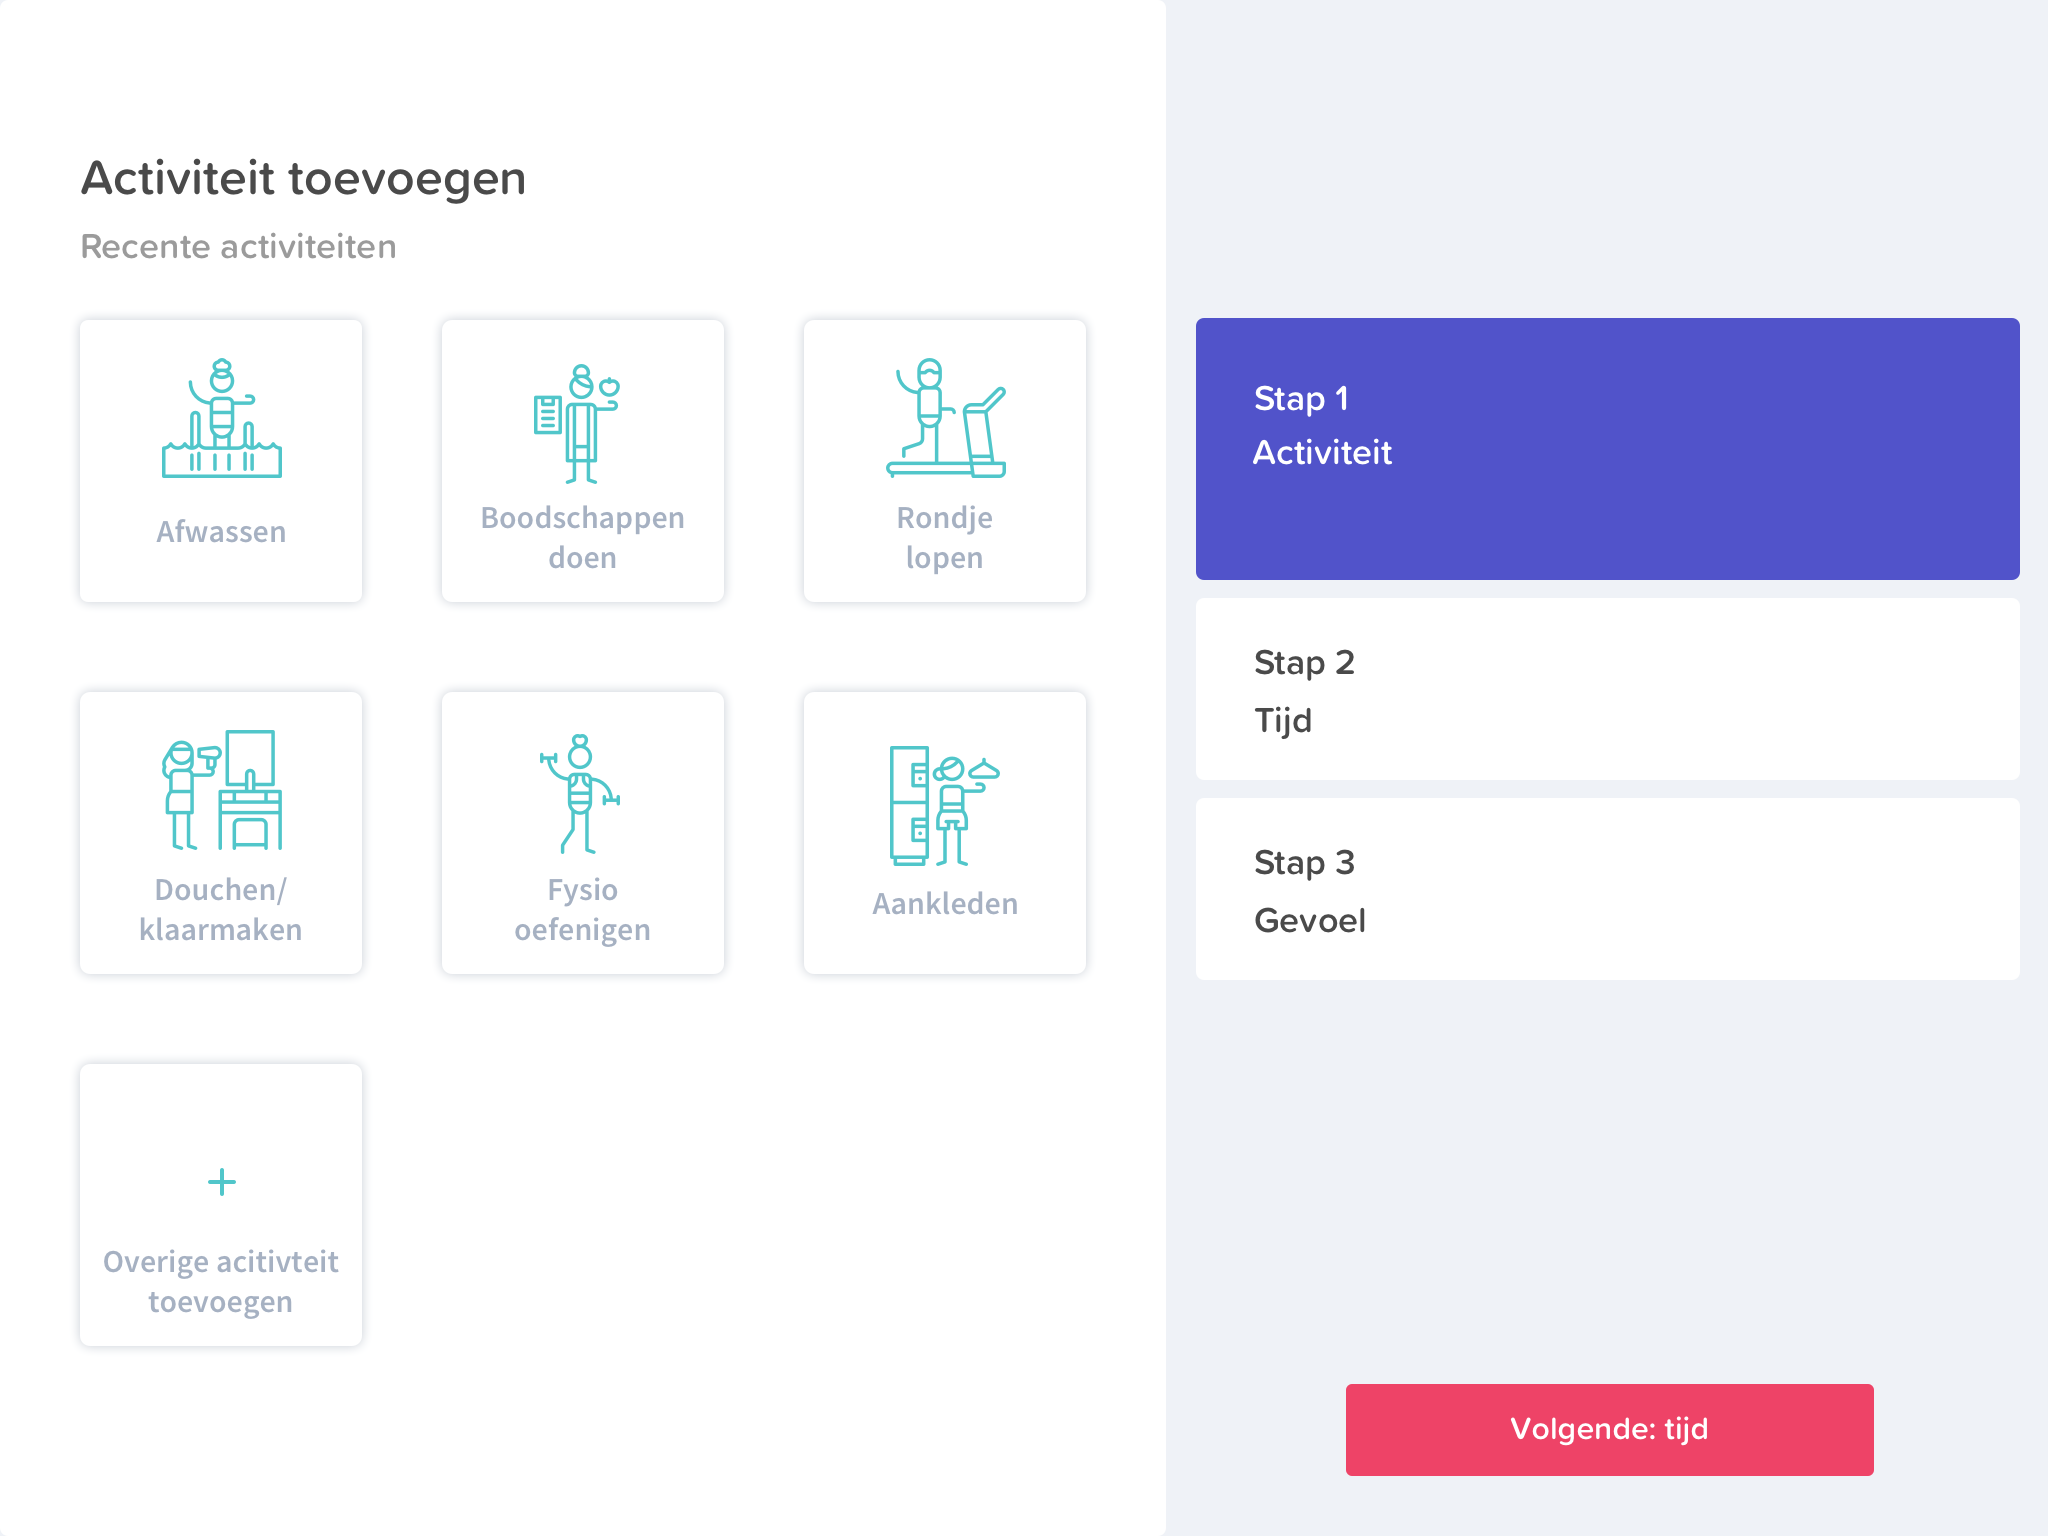 Activiteit toevoegen
Recente activiteiten
Afwassen
Boodschappen
doen
Rondje
lopen
Douchen/
klaarmaken
Fysio
oefenigen
Aankleden
+
Overige acitivteit
toevoegen
Stap 1
Activiteit
Stap 2
Tijd
Stap 3
Gevoel
Volgende: tijd